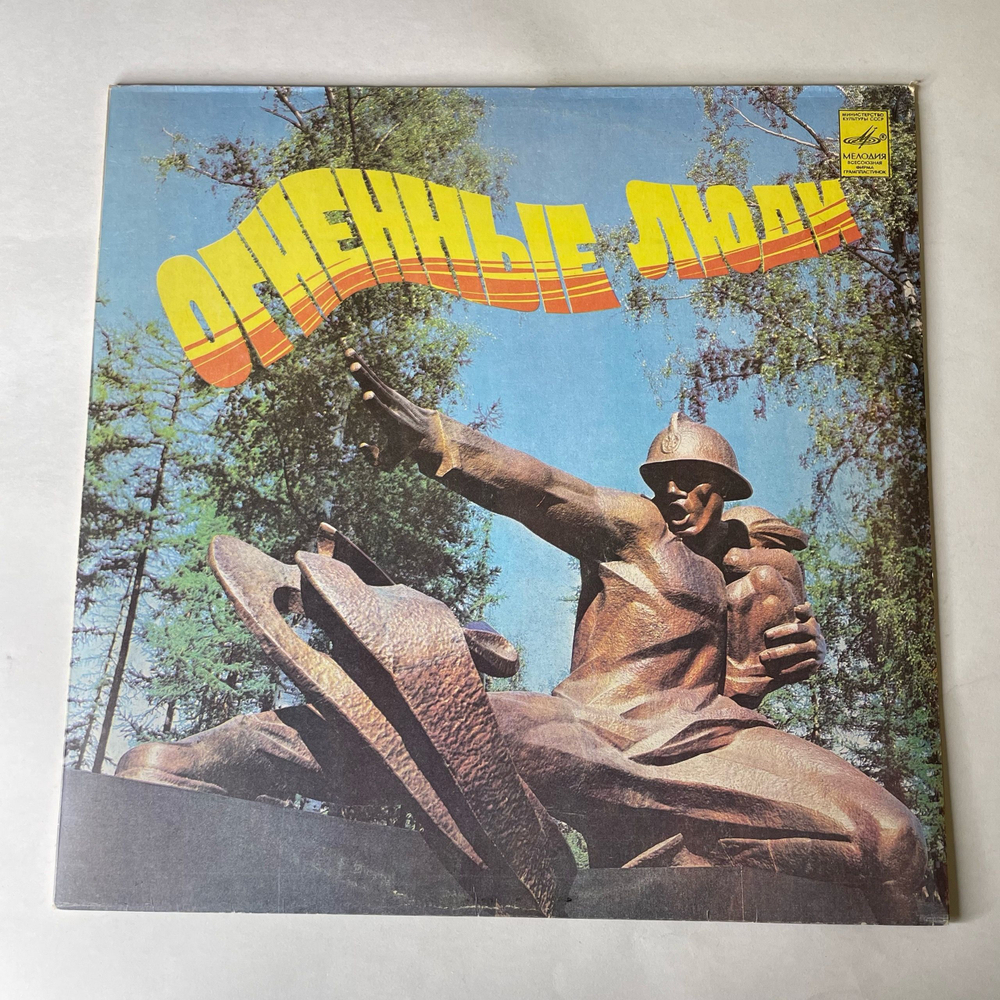 ОГНЕННЫЕ ЛЮДИ
МИНИСТЕРСТВО
КУЛЬТУРЫ СССР
МЕЛОДИЯ
ВСЕСОЮЗНАЯ
ФИРМА
ГРАМПЛАСТИНОК